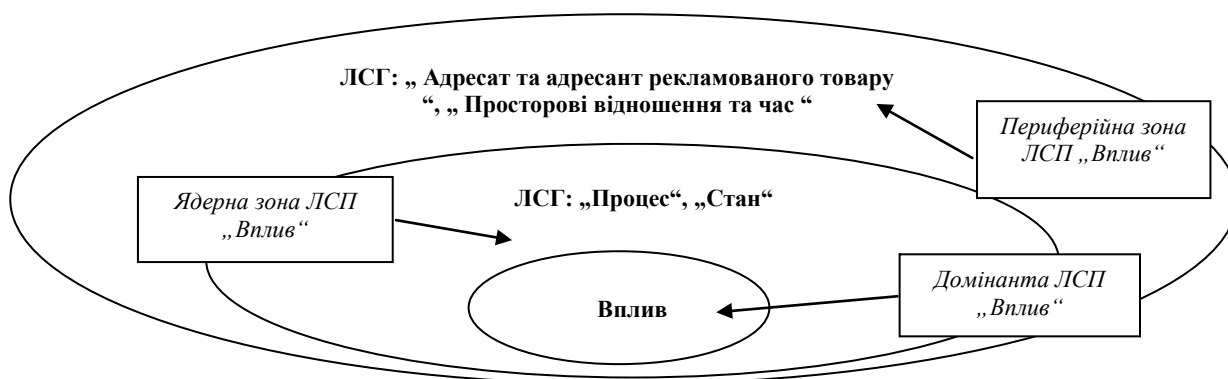 ЛСГ: „ Адресат та адресант рекламованого товару
“, „ Просторові відношення та час “
Периферійна зона
ЛСП „Вплив“
Ядерна зона ЛСП
„Вплив“
ЛСГ: „Процес“, „Стан“
Домінанта ЛСП
„Вплив“
Вплив